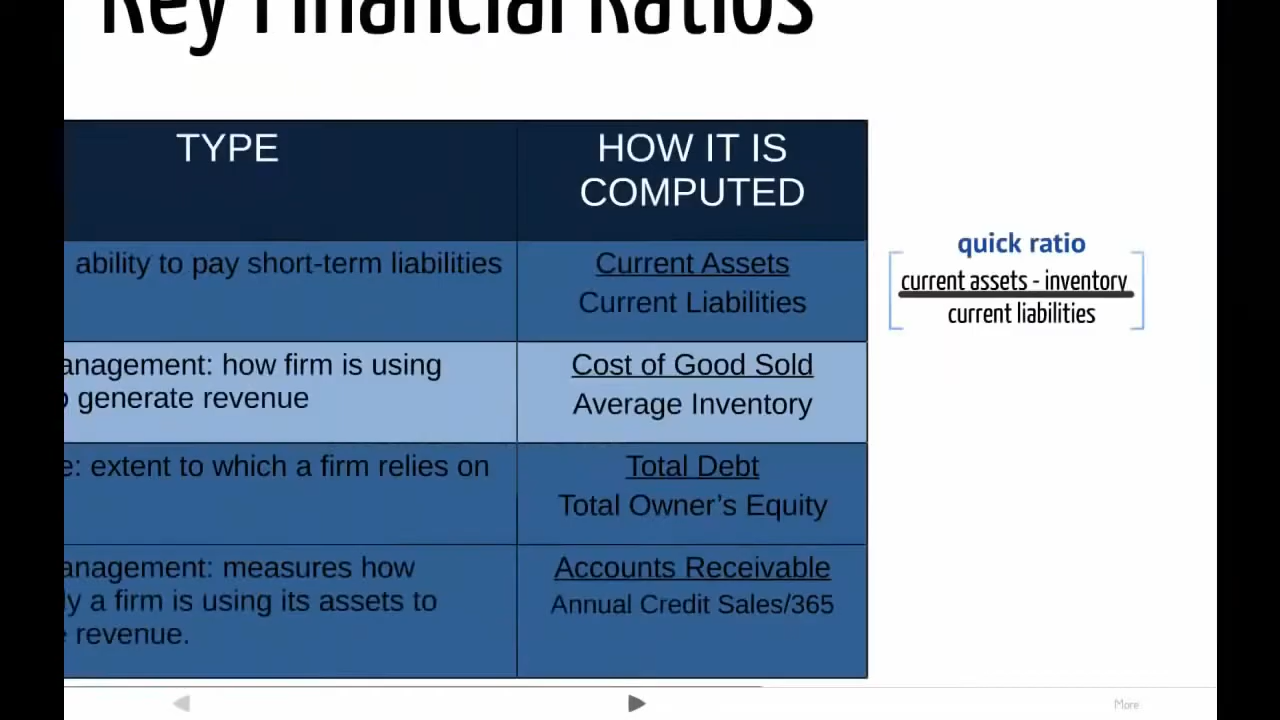 Key Financial Ratios
TYPE
HOW IT IS
COMPUTED
ability to pay short-term liabilities
Current Assets
Current Liabilities
quick ratio
current assets - inventory
current liabilities
anagement: how firm is using
generate revenue
Cost of Good Sold
Average Inventory
e: extent to which a firm relies on
Total Debt
Total Owner’s Equity
anagement: measures how
ly a firm is using its assets to
revenue.
Accounts Receivable
Annual Credit Sales/365
More